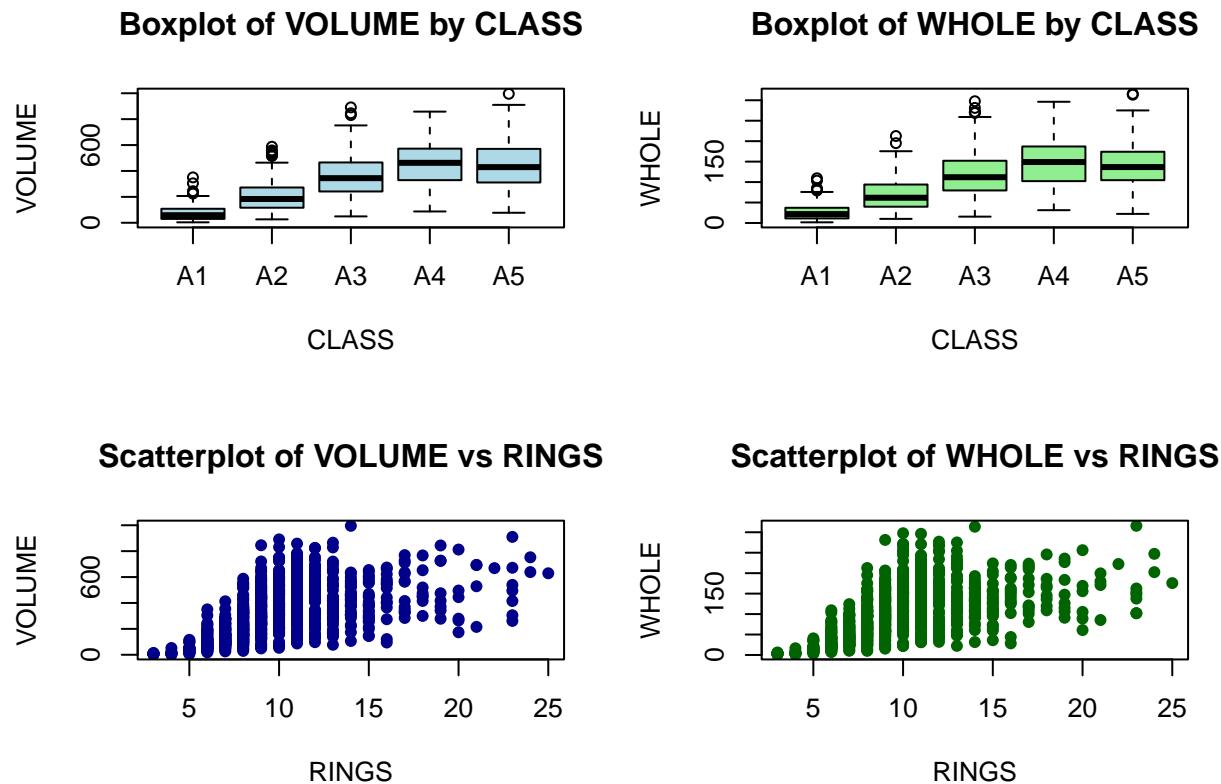 Boxplot of VOLUME by CLASS
VOLUME
0
600
A1 A2 A3 A4 A5
CLASS
Boxplot of WHOLE by CLASS
WHOLE
0
150
A1 A2 A3 A4 A5
CLASS
Scatterplot of VOLUME vs RINGS
VOLUME
0
600
5 10 15 20 25
RINGS
Scatterplot of WHOLE vs RINGS
WHOLE
0
150
5 10 15 20 25
RINGS